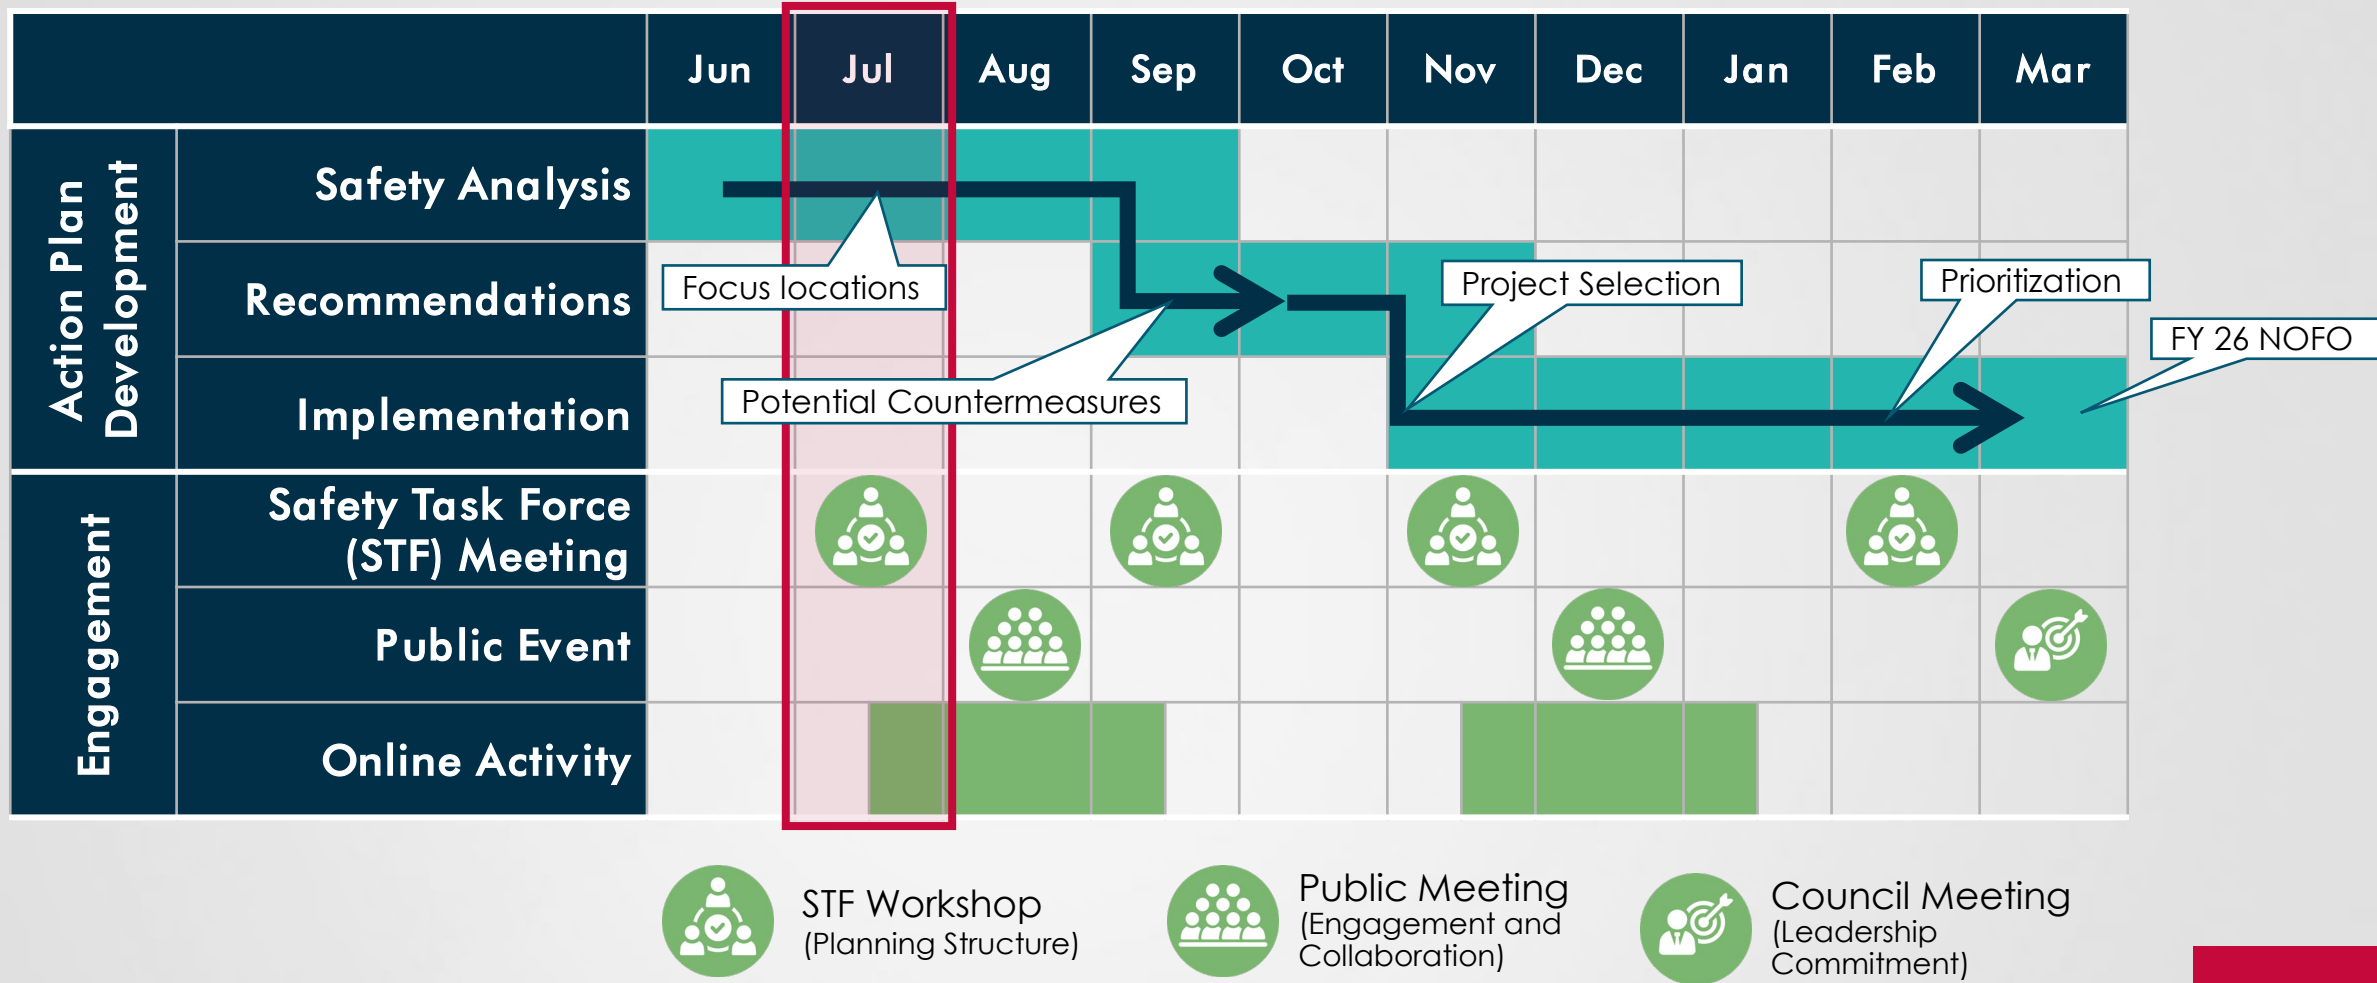 Jun Jul Aug Sep Oct Nov Dec Jan Feb Mar
Action Plan
Development
Safety Analysis
Focus locations
Recommendations
Project Selection
Prioritization
FY 26 NOFO
Potential Countermeasures
Implementation
Engagement
Safety Task Force
(STF) Meeting
Public Event
Online Activity
STF Workshop
(Planning Structure)
Public Meeting
(Engagement and
Collaboration)
Council Meeting
(Leadership
Commitment)